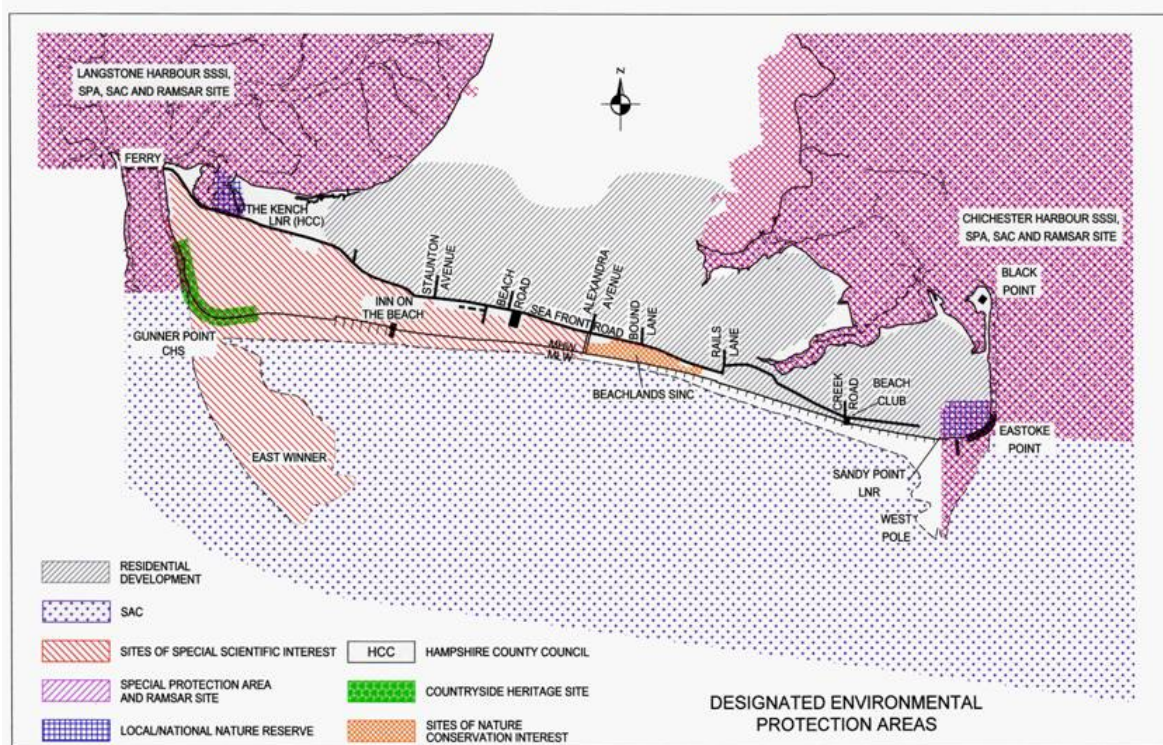 LANGSTONE HARBOUR SSSI,
SPA, SAC AND RAMSAR SITE
Z
FERRY
THE KENCH
LNR (HCC)
CHICHESTER HARBOUR SSSI,
SPA, SAC AND RAMSAR SITE
BLACK
POINT
STAUNTON
AVENUE
BEACH
ROAD
ALEXANDRA
AVENUE
SEA FRONT ROAD
BOUND
LANE
RAILS
LANE
INN ON
THE BEACH
GUNNER POINT
CHS
MHW
MLW
BEACHLANDS SINC
CREEK
ROAD
BEACH
CLUB
EASTOKE
POINT
EAST WINNER
SANDY POINT
LNR
WEST
POLE
RESIDENTIAL
DEVELOPMENT
SAC
SITES OF SPECIAL SCIENTIFIC INTEREST
SPECIAL PROTECTION AREA
AND RAMSAR SITE
LOCAL/NATIONAL NATURE RESERVE
HCC
HAMPSHIRE COUNTY COUNCIL
COUNTRYSIDE HERITAGE SITE
SITES OF NATURE
CONSERVATION INTEREST
DESIGNATED ENVIRONMENTAL
PROTECTION AREAS